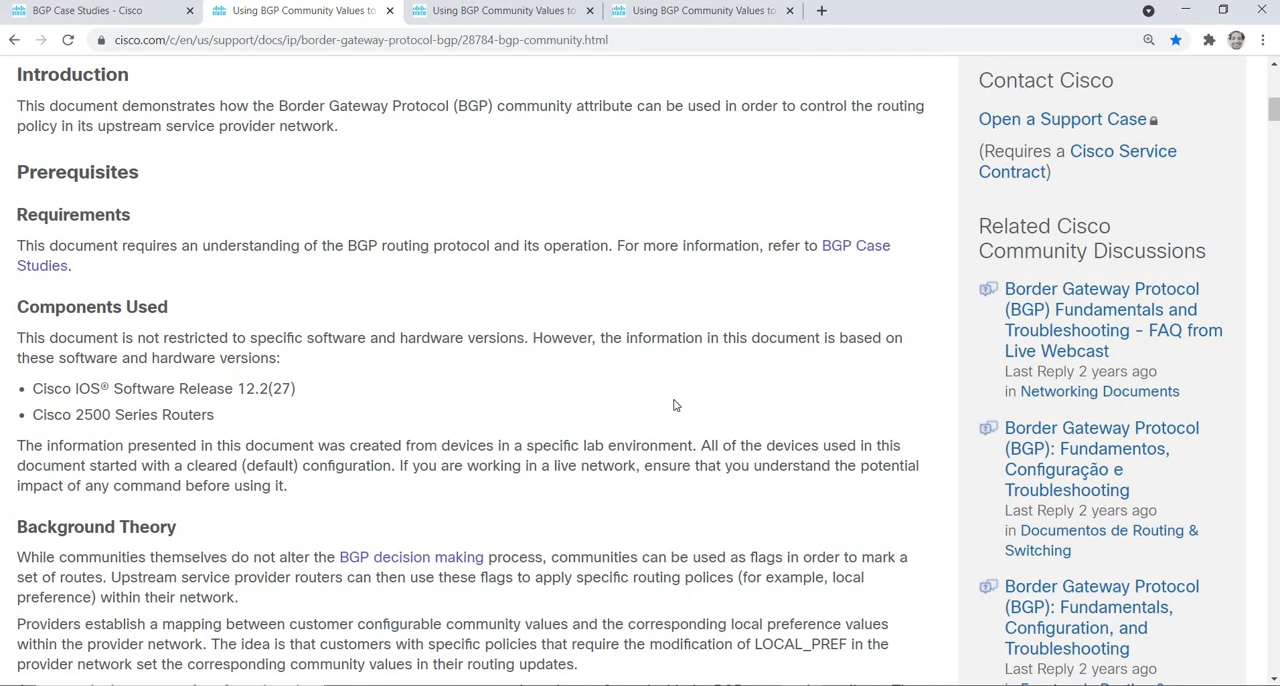 BGP Case Studies - Cisco
Using BGP Community Values to
Using BGP Community Values to
Using BGP Community Values to
cisco.com/c/en/us/support/docs/ip/border-gateway-protocol-bgp/28784-bgp-community.html
Introduction
This document demonstrates how the Border Gateway Protocol (BGP) community attribute can be used in order to control the routing
policy in its upstream service provider network.
Prerequisites
Requirements
This document requires an understanding of the BGP routing protocol and its operation. For more information, refer to BGP Case
Studies.
Components Used
This document is not restricted to specific software and hardware versions. However, the information in this document is based on
these software and hardware versions:
• Cisco IOS® Software Release 12.2(27)
• Cisco 2500 Series Routers
The information presented in this document was created from devices in a specific lab environment. All of the devices used in this
document started with a cleared (default) configuration. If you are working in a live network, ensure that you understand the potential
impact of any command before using it.
Background Theory
While communities themselves do not alter the BGP decision making process, communities can be used as flags in order to mark a
set of routes. Upstream service provider routers can then use these flags to apply specific routing polices (for example, local
preference) within their network.
Providers establish a mapping between customer configurable community values and the corresponding local preference values
within the provider network. The idea is that customers with specific policies that require the modification of LOCAL_PREF in the
provider network set the corresponding community values in their routing updates.
Contact Cisco
Open a Support Case
(Requires a Cisco Service
Contract)
Related Cisco
Community Discussions
Border Gateway Protocol
(BGP) Fundamentals and
Troubleshooting - FAQ from
Live Webcast
Last Reply 2 years ago
in Networking Documents
Border Gateway Protocol
(BGP): Fundamentos,
Configuração e
Troubleshooting
Last Reply 2 years ago
in Documentos de Routing &
Switching
Border Gateway Protocol
(BGP): Fundamentals,
Configuration, and
Troubleshooting
Last Reply 2 years ago